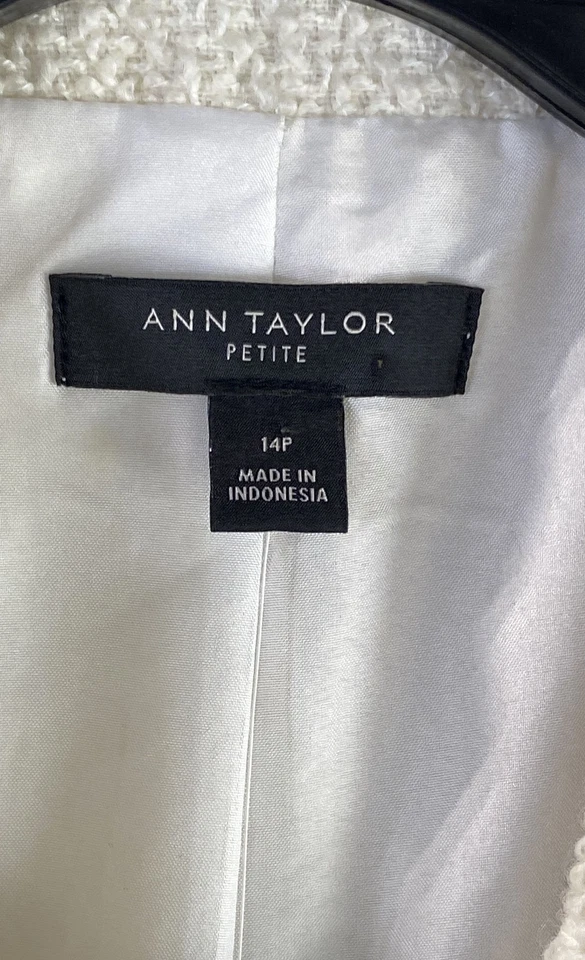 ANN TAYLOR
PETITE
14P
MADE IN
INDONESIA